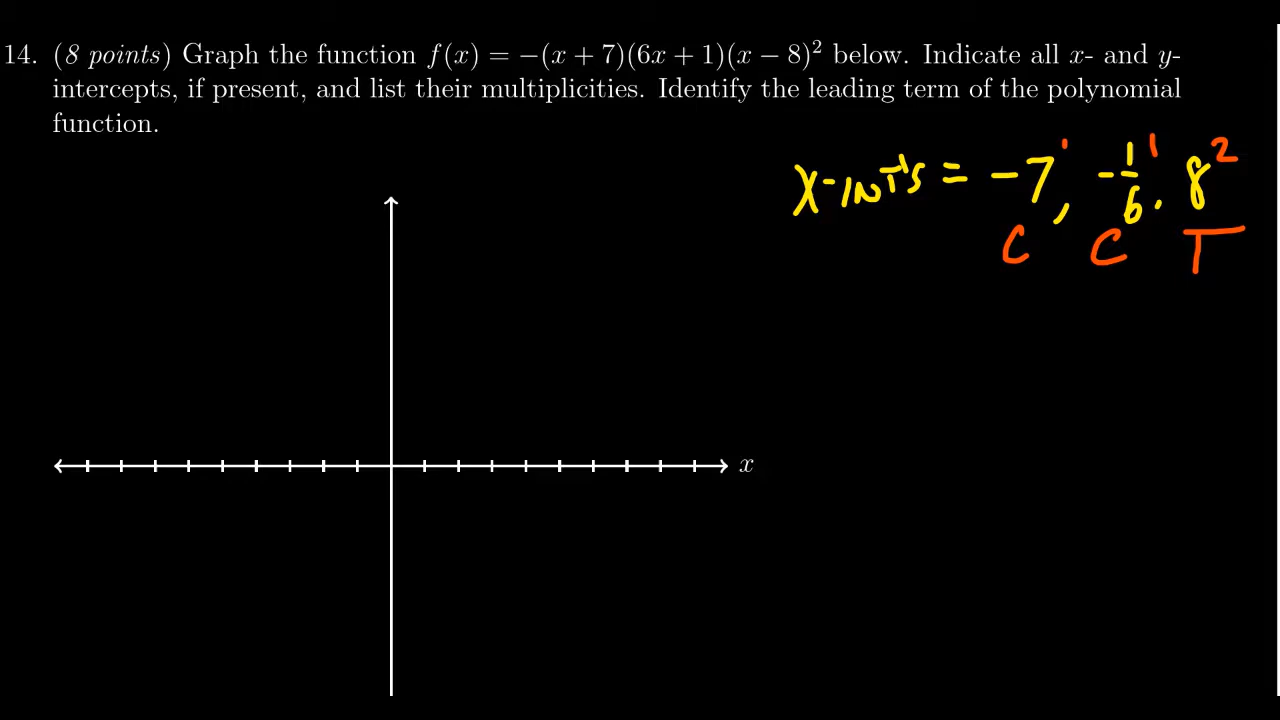 14. (8 points) Graph the function f(x) = −(x + 7)(6x + 1)(x − 8)² below. Indicate all x- and y-
intercepts, if present, and list their multiplicities. Identify the leading term of the polynomial
function.
x-int's = -7¹, -1/6¹, 8²
C C T
x